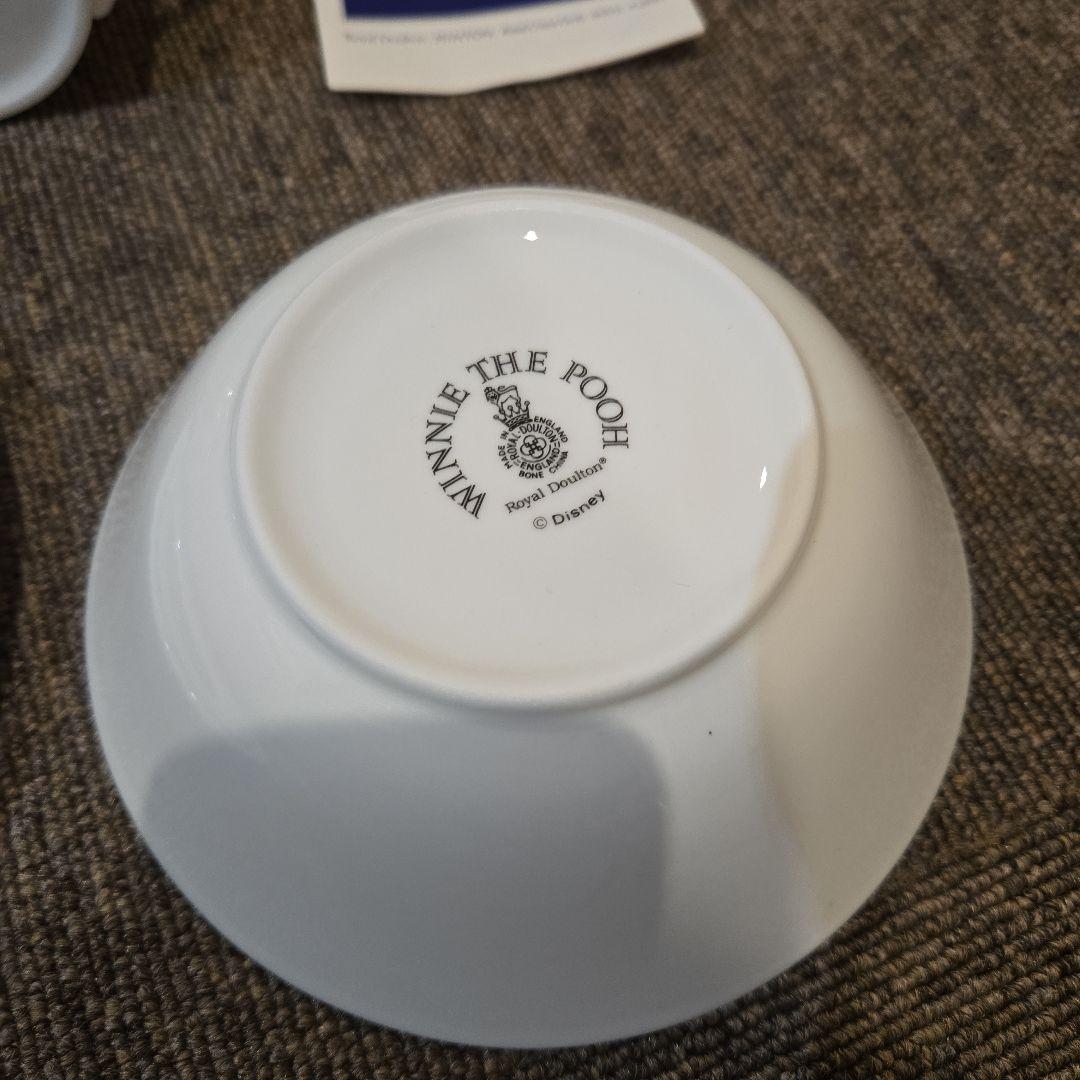 WINNIE THE POOH
MADE IN ENGLAND
ROYAL-DOULTON
ENGLAND
BONE CHINA
Royal Doulton®
© Disney